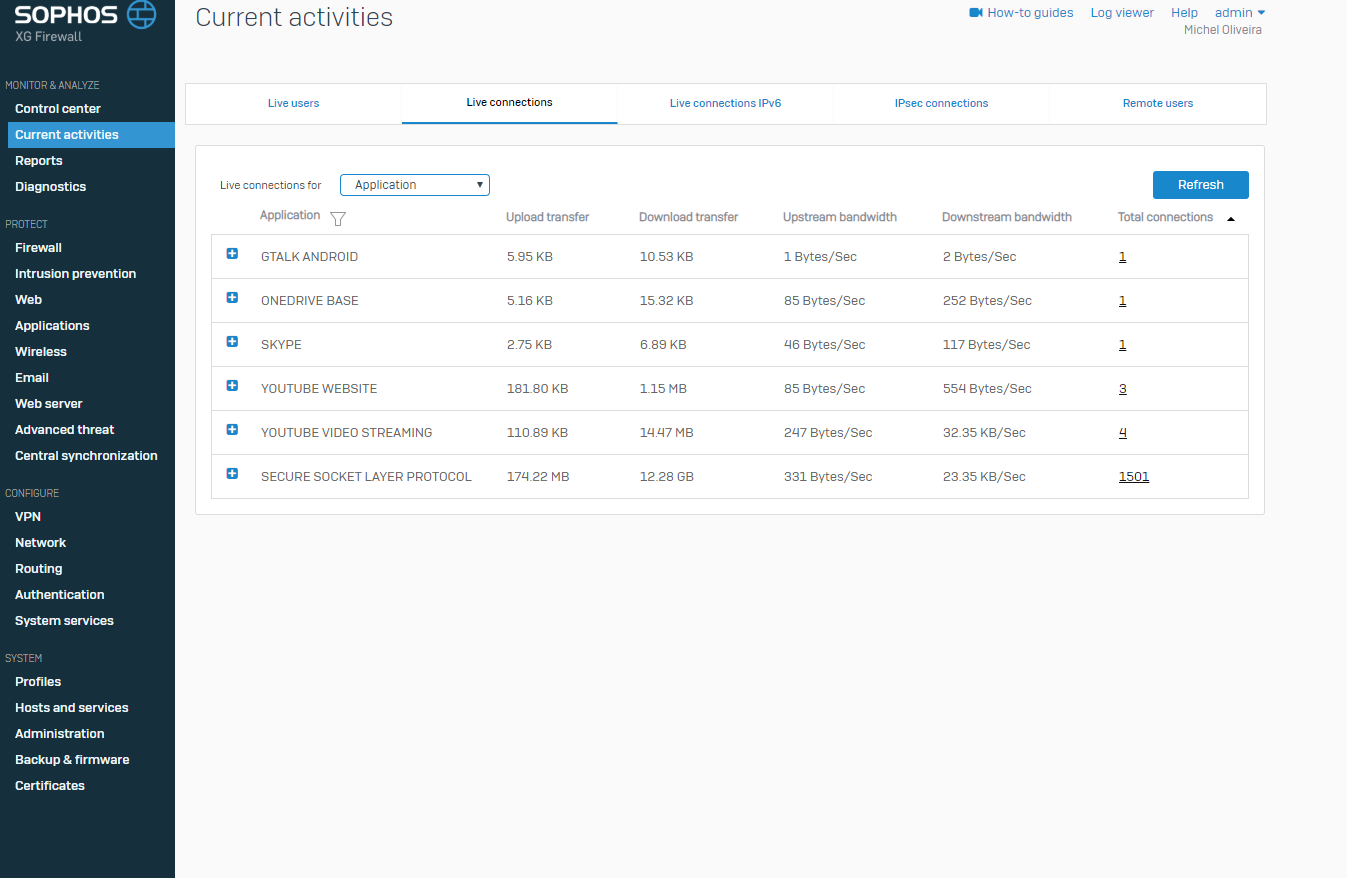 SOPHOS
XG Firewall
MONITOR & ANALYZE
Control center
Current activities
Reports
Diagnostics
PROTECT
Firewall
Intrusion prevention
Web
Applications
Wireless
Email
Web server
Advanced threat
Central synchronization
CONFIGURE
VPN
Network
Routing
Authentication
System services
SYSTEM
Profiles
Hosts and services
Administration
Backup & firmware
Certificates
Current activities
How-to guides Log viewer Help admin
Michel Oliveira
Live users Live connections Live connections IPv6 IPsec connections Remote users
Live connections for Application Refresh
Application Upload transfer Download transfer Upstream bandwidth Downstream bandwidth Total connections
GTALK ANDROID 5.95 KB 10.53 KB 1 Bytes/Sec 2 Bytes/Sec 1
ONEDRIVE BASE 5.16 KB 15.32 KB 85 Bytes/Sec 252 Bytes/Sec 1
SKYPE 2.75 KB 6.89 KB 46 Bytes/Sec 117 Bytes/Sec 1
YOUTUBE WEBSITE 181.80 KB 1.15 MB 85 Bytes/Sec 554 Bytes/Sec 3
YOUTUBE VIDEO STREAMING 110.89 KB 14.47 MB 247 Bytes/Sec 32.35 KB/Sec 4
SECURE SOCKET LAYER PROTOCOL 174.22 MB 12.28 GB 331 Bytes/Sec 23.35 KB/Sec 1501